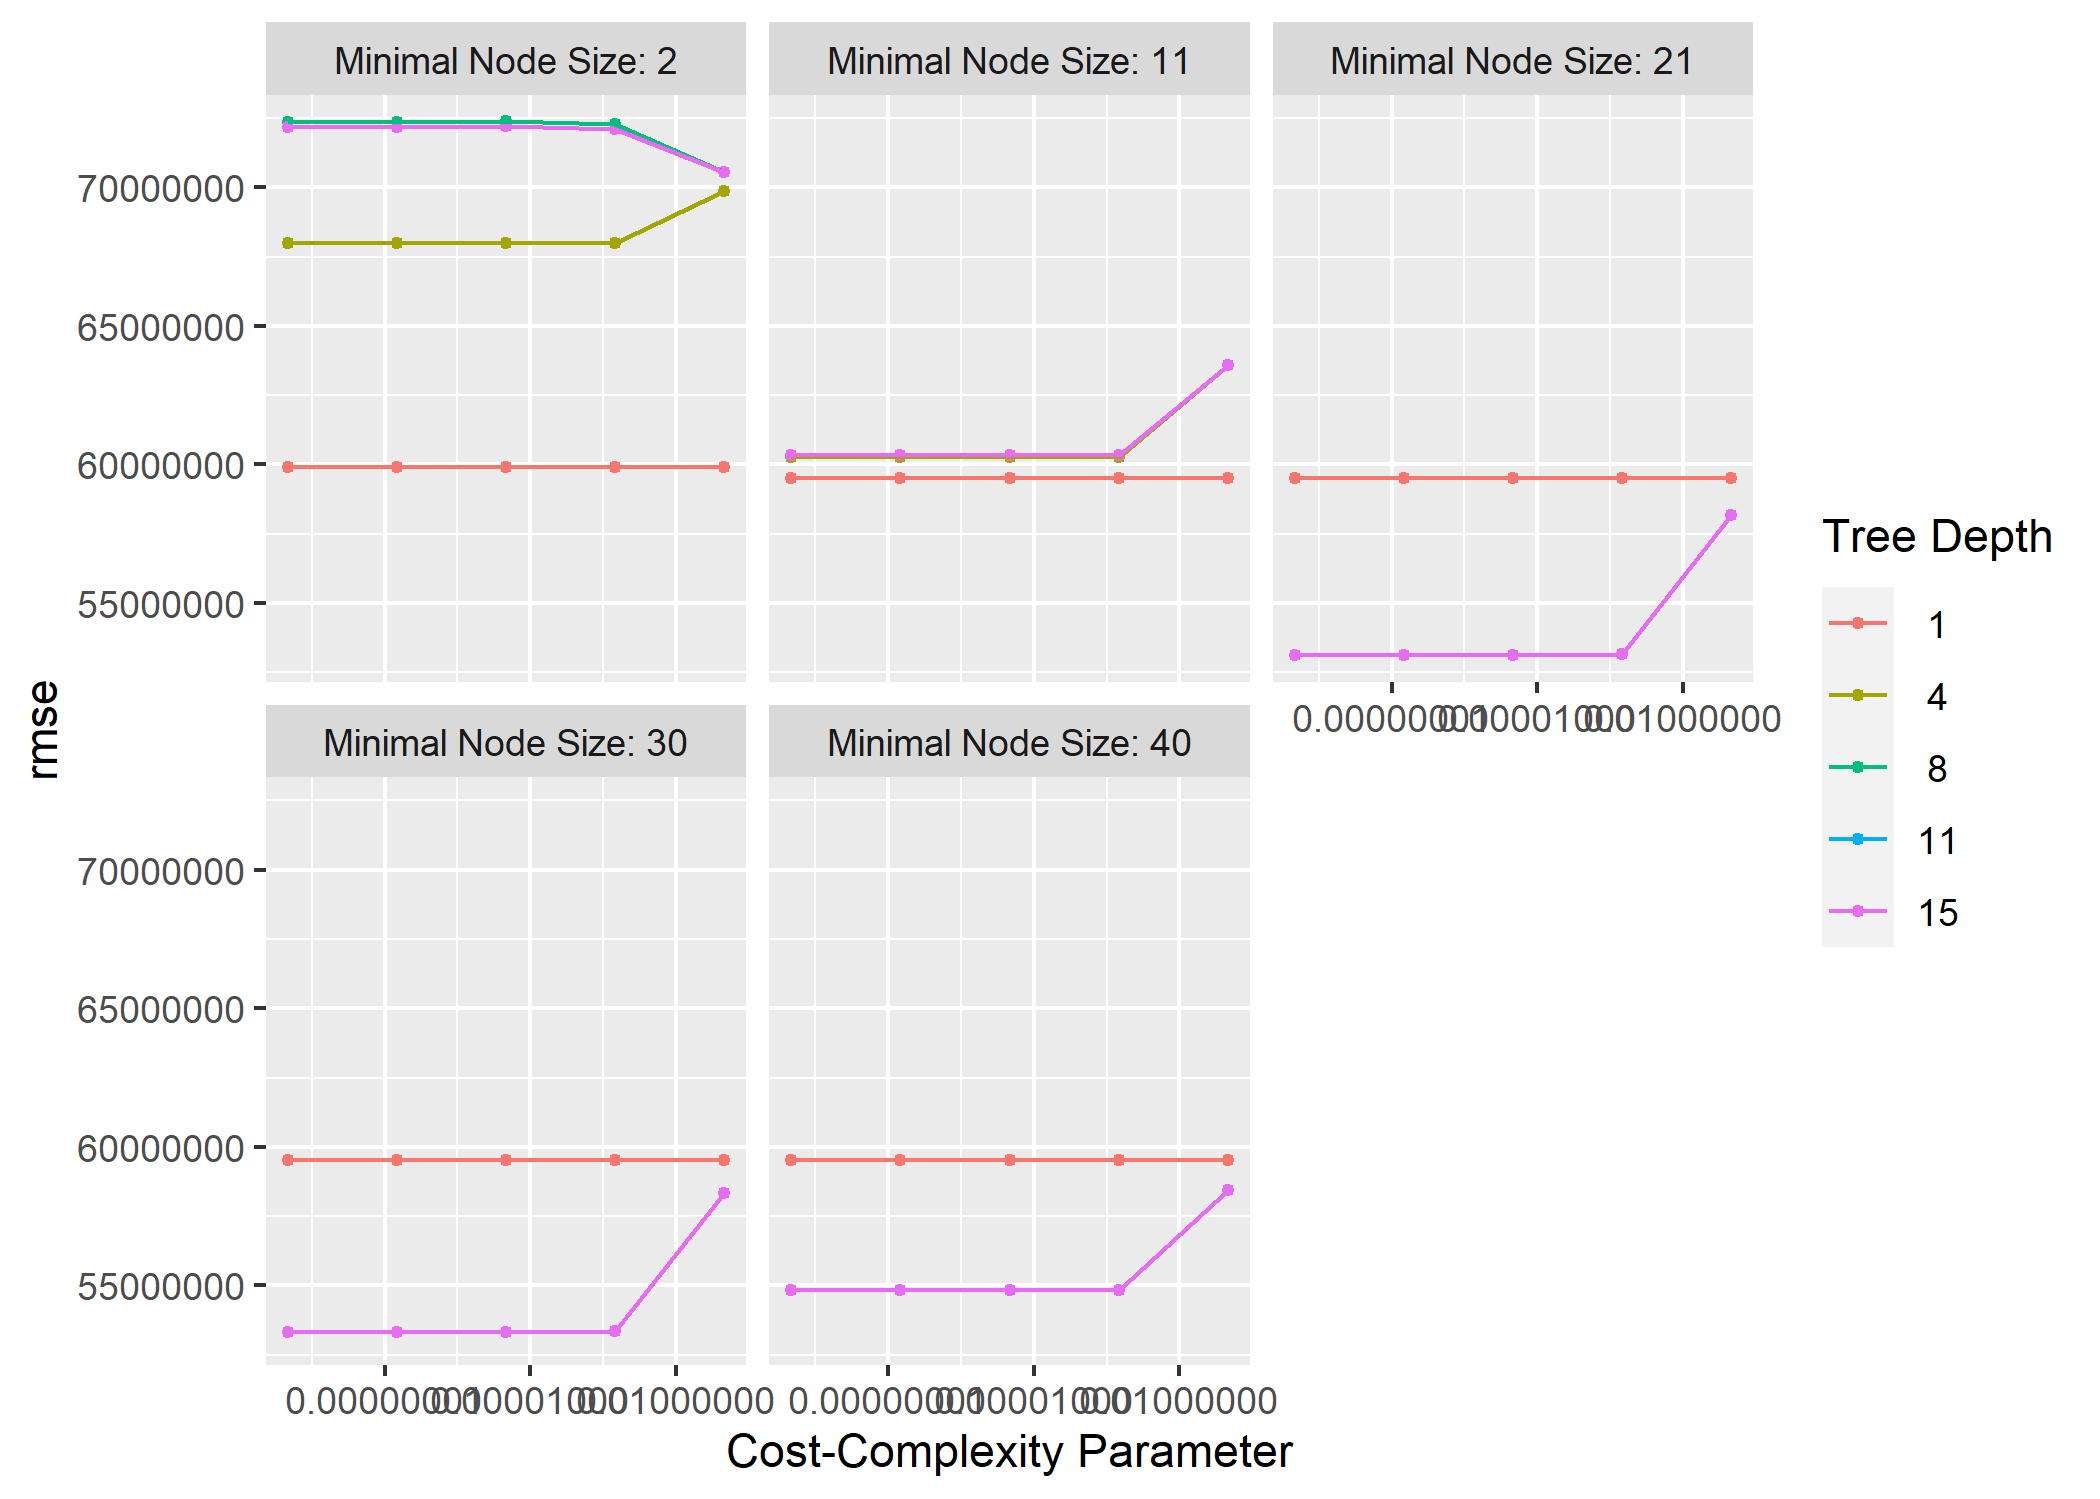 Minimal Node Size: 2
Minimal Node Size: 11
Minimal Node Size: 21
70000000
65000000
60000000
55000000
rmse
Minimal Node Size: 30
Minimal Node Size: 40
70000000
65000000
60000000
55000000
Cost-Complexity Parameter
Tree Depth
1
4
8
11
15